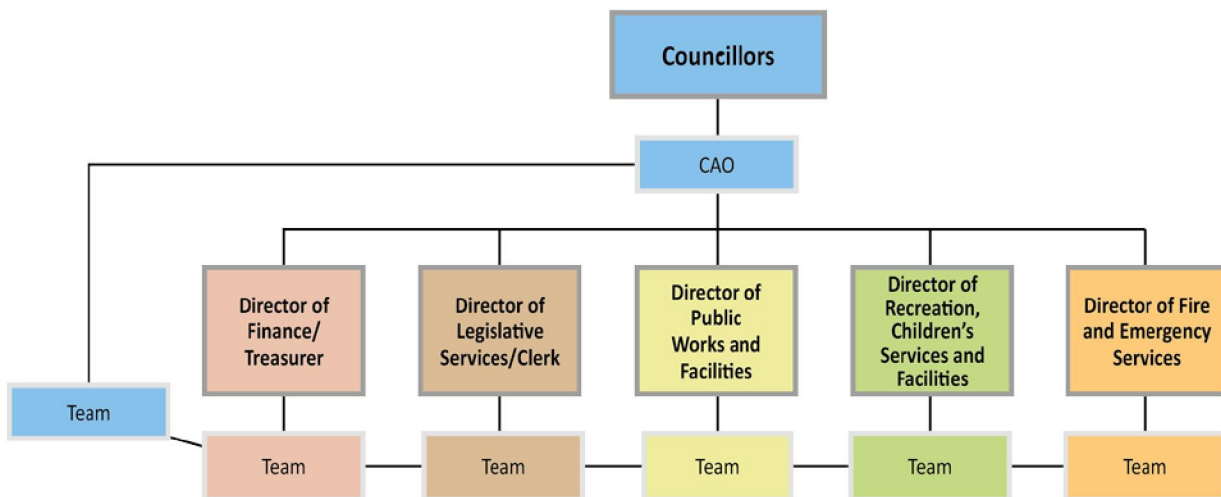 Councillors
CAO
Director of
Finance/
Treasurer
Director of
Legislative
Services/Clerk
Director of
Public
Works and
Facilities
Director of
Recreation,
Children's
Services and
Facilities
Director of Fire
and Emergency
Services
Team
Team
Team
Team
Team
Team